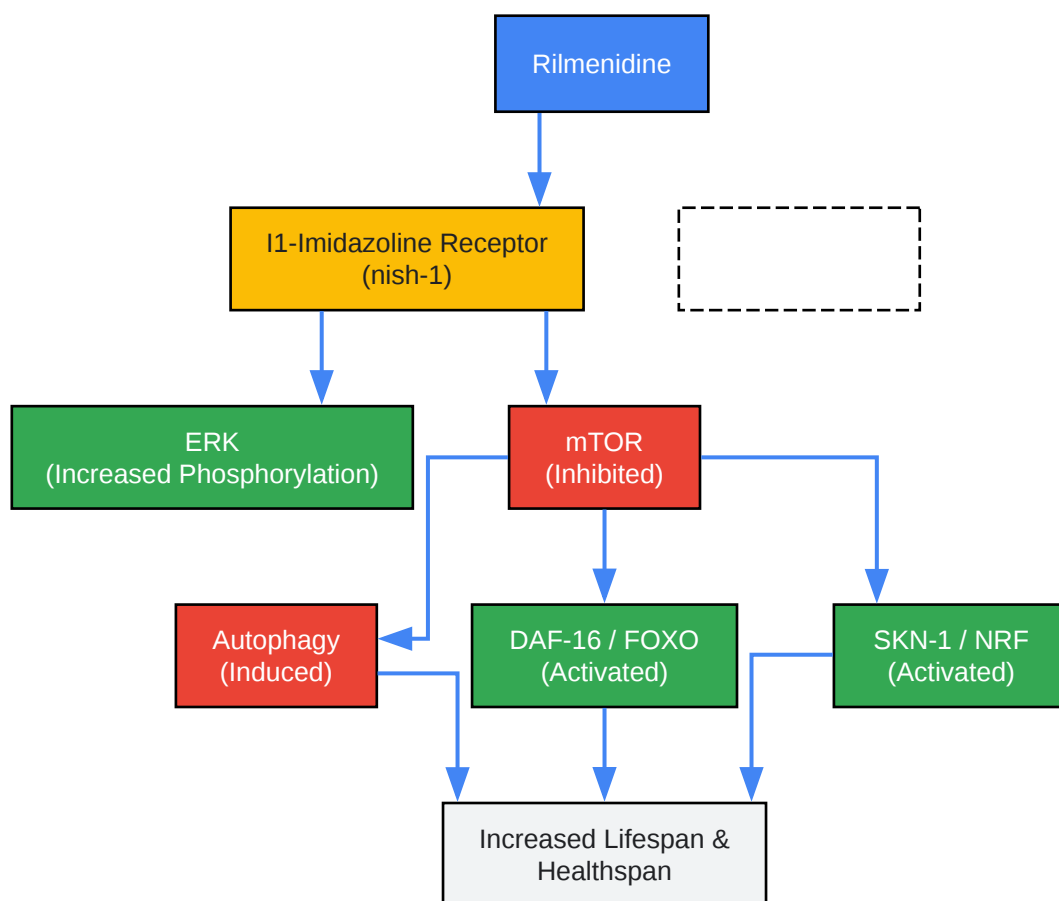 Rilmenidine
I1-Imidazoline Receptor
(nish-1)
ERK
(Increased Phosphorylation)
mTOR
(Inhibited)
Autophagy
(Induced)
DAF-16 / FOXO
(Activated)
SKN-1 / NRF
(Activated)
Increased Lifespan &
Healthspan